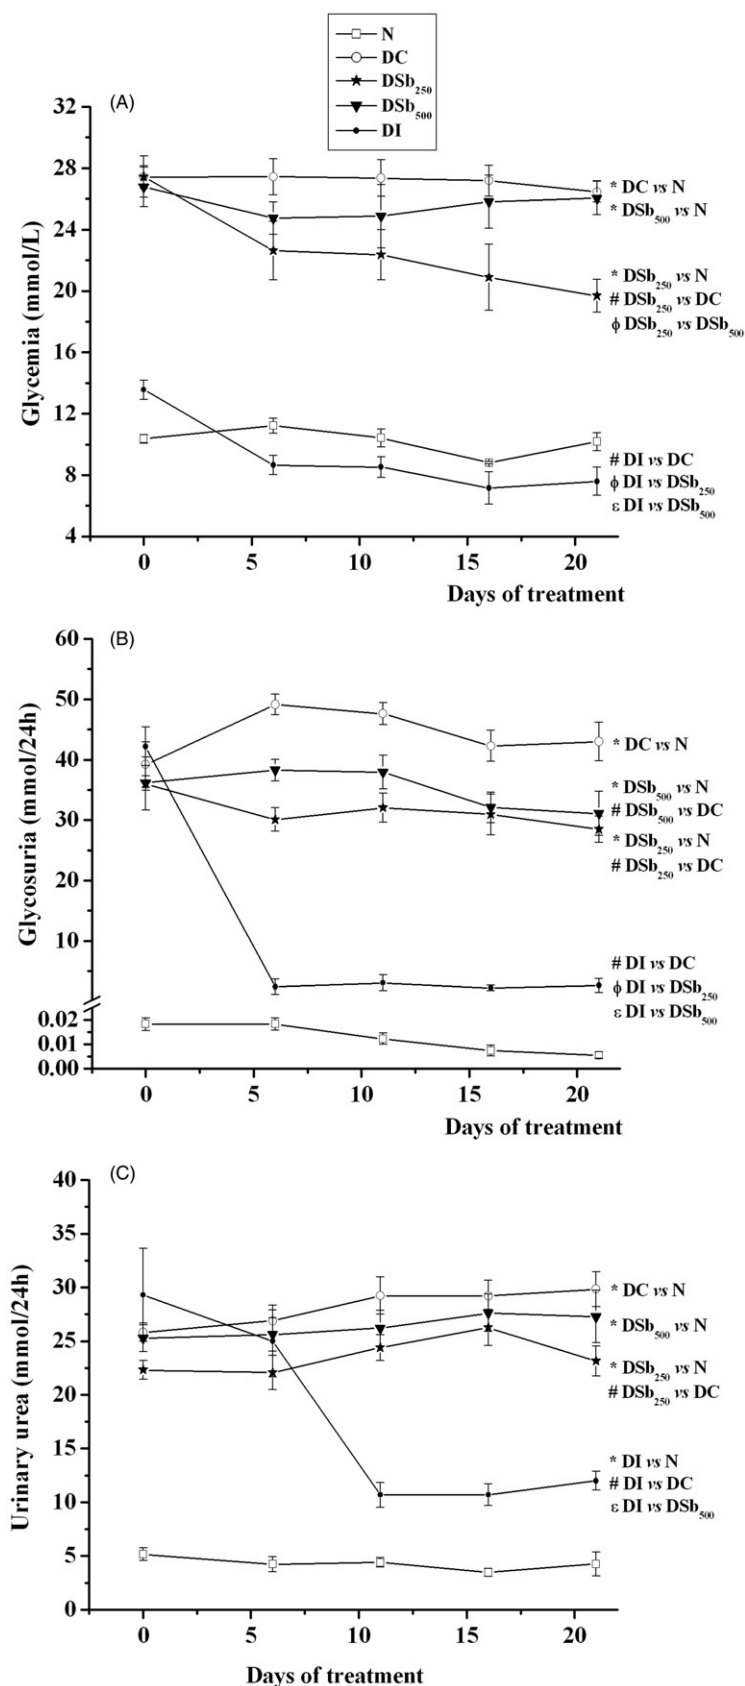 N
DC
DSb250
DSb500
DI
(A)
Glycemia (mmol/L)
32
28
24
20
16
12
8
4
0
5
10
15
20
Days of treatment
* DC vs N
* DSb500 vs N
* DSb250 vs N
# DSb250 vs DC
ϕ DSb250 vs DSb500
# DI vs DC
ϕ DI vs DSb250
ε DI vs DSb500
(B)
Glycosuria (mmol/24h)
60
50
40
30
20
10
0.02
0.01
0.00
0
5
10
15
20
Days of treatment
* DC vs N
* DSb500 vs N
# DSb500 vs DC
* DSb250 vs N
# DSb250 vs DC
# DI vs DC
ϕ DI vs DSb250
ε DI vs DSb500
(C)
Urinary urea (mmol/24h)
40
35
30
25
20
15
10
5
0
0
5
10
15
20
Days of treatment
* DC vs N
* DSb500 vs N
* DSb250 vs N
# DSb250 vs DC
* DI vs N
# DI vs DC
ε DI vs DSb500